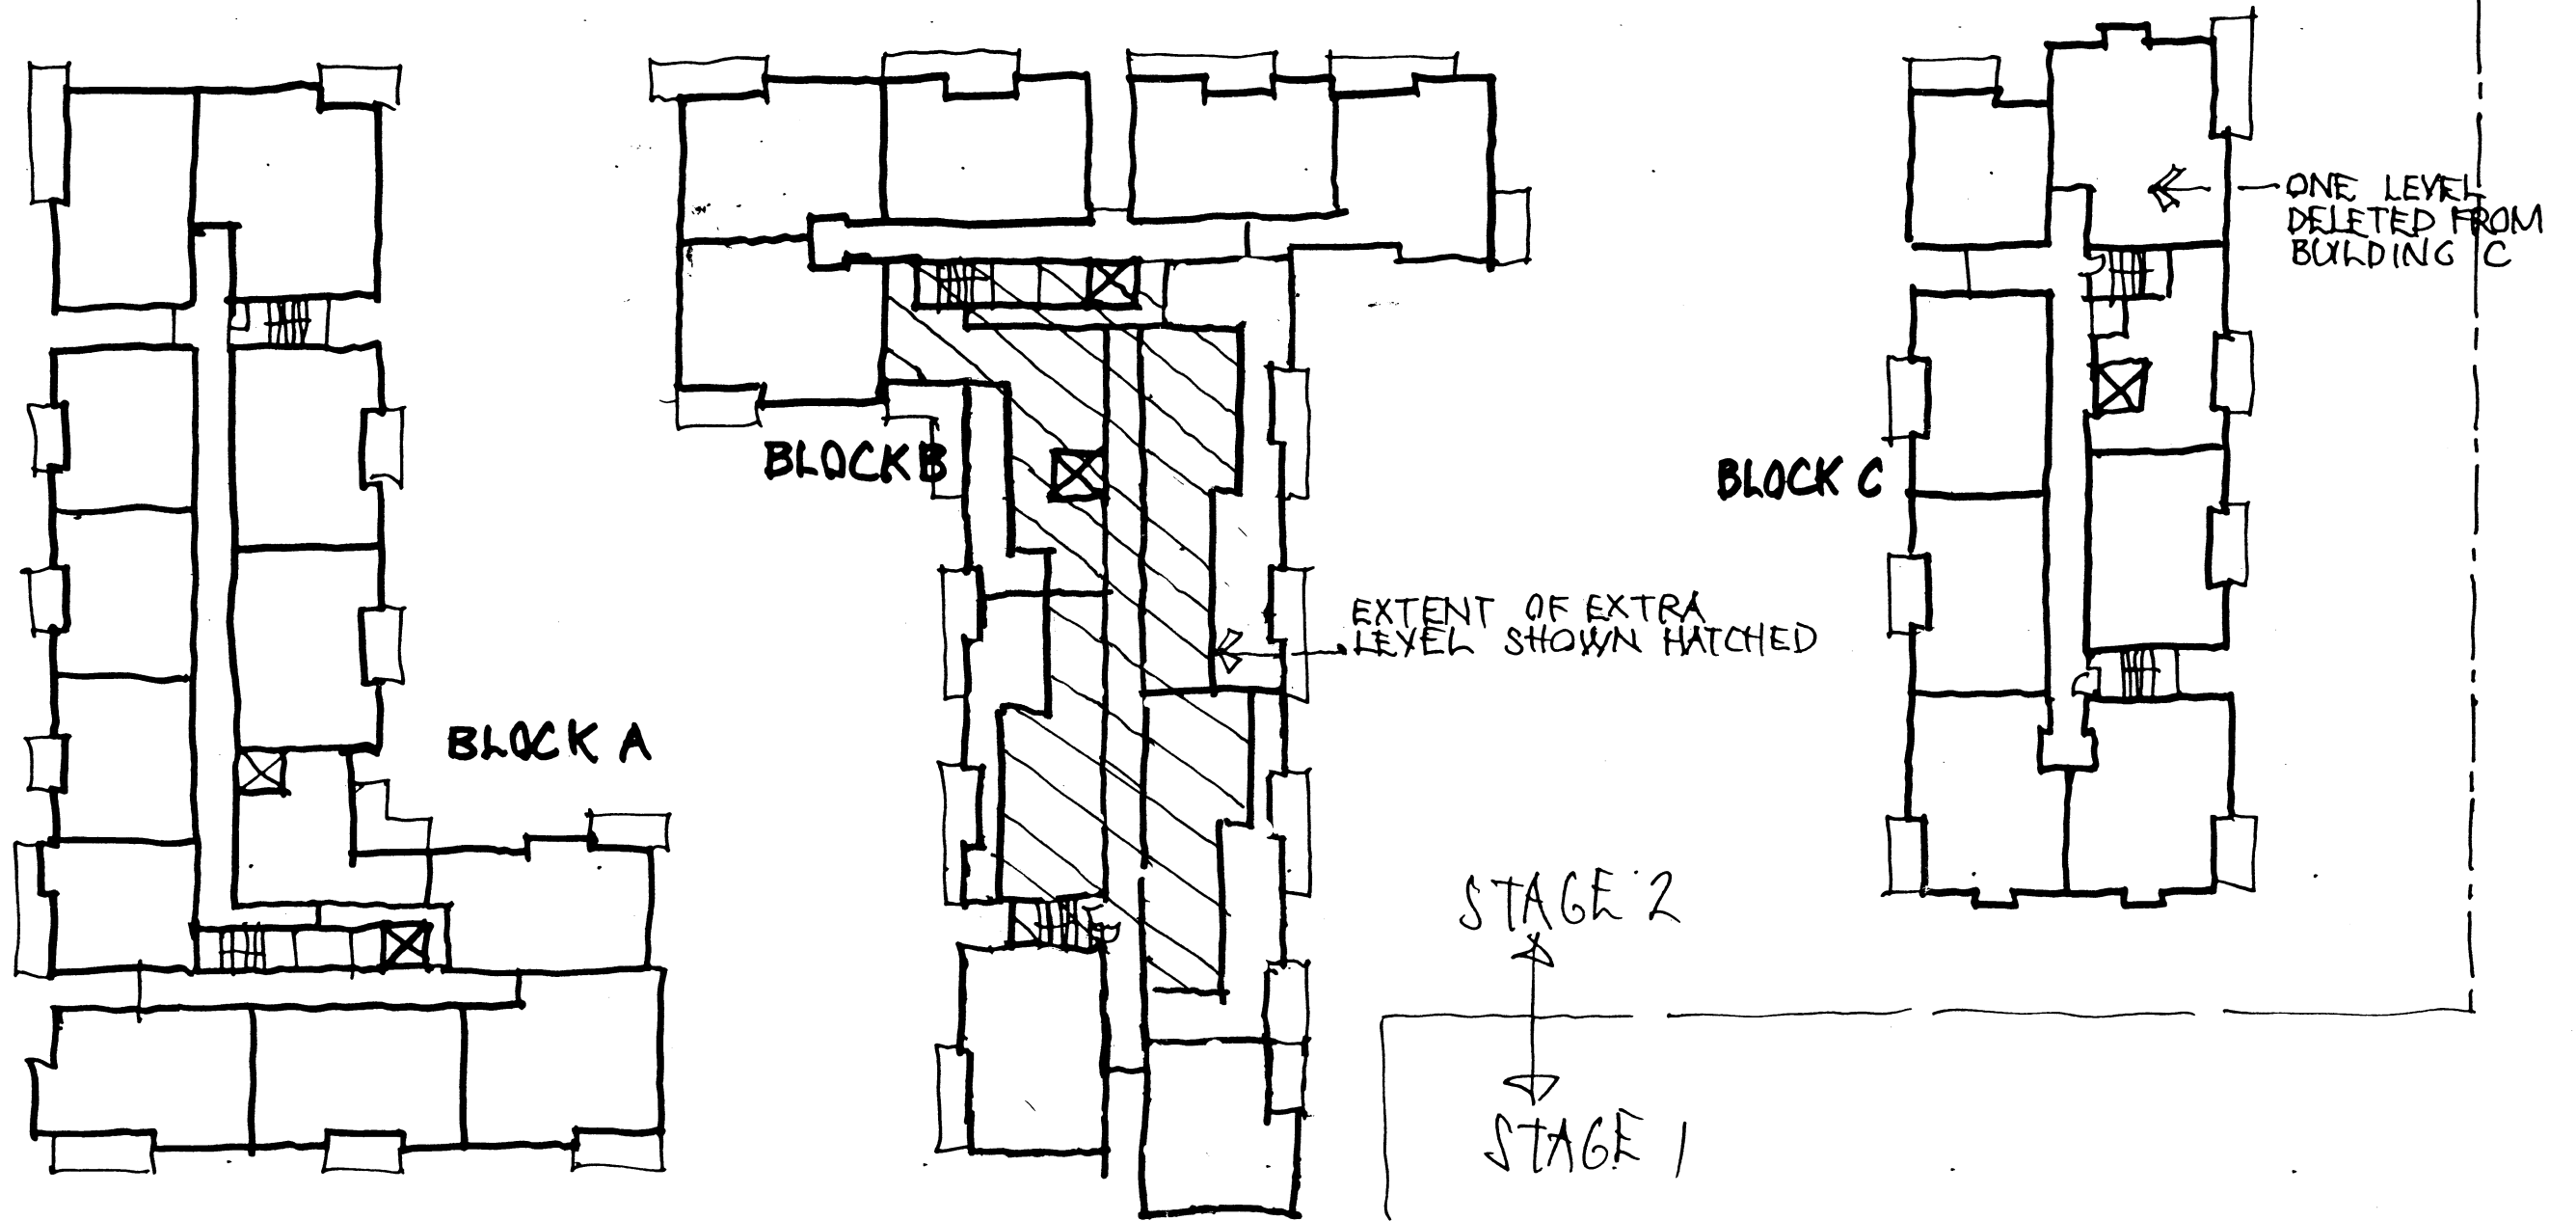 ONE LEVEL
DELETED FROM
BUILDING C
BLOCK B
BLOCK C
EXTENT OF EXTRA
LEVEL SHOWN HATCHED
BLOCK A
STAGE 2
STAGE 1